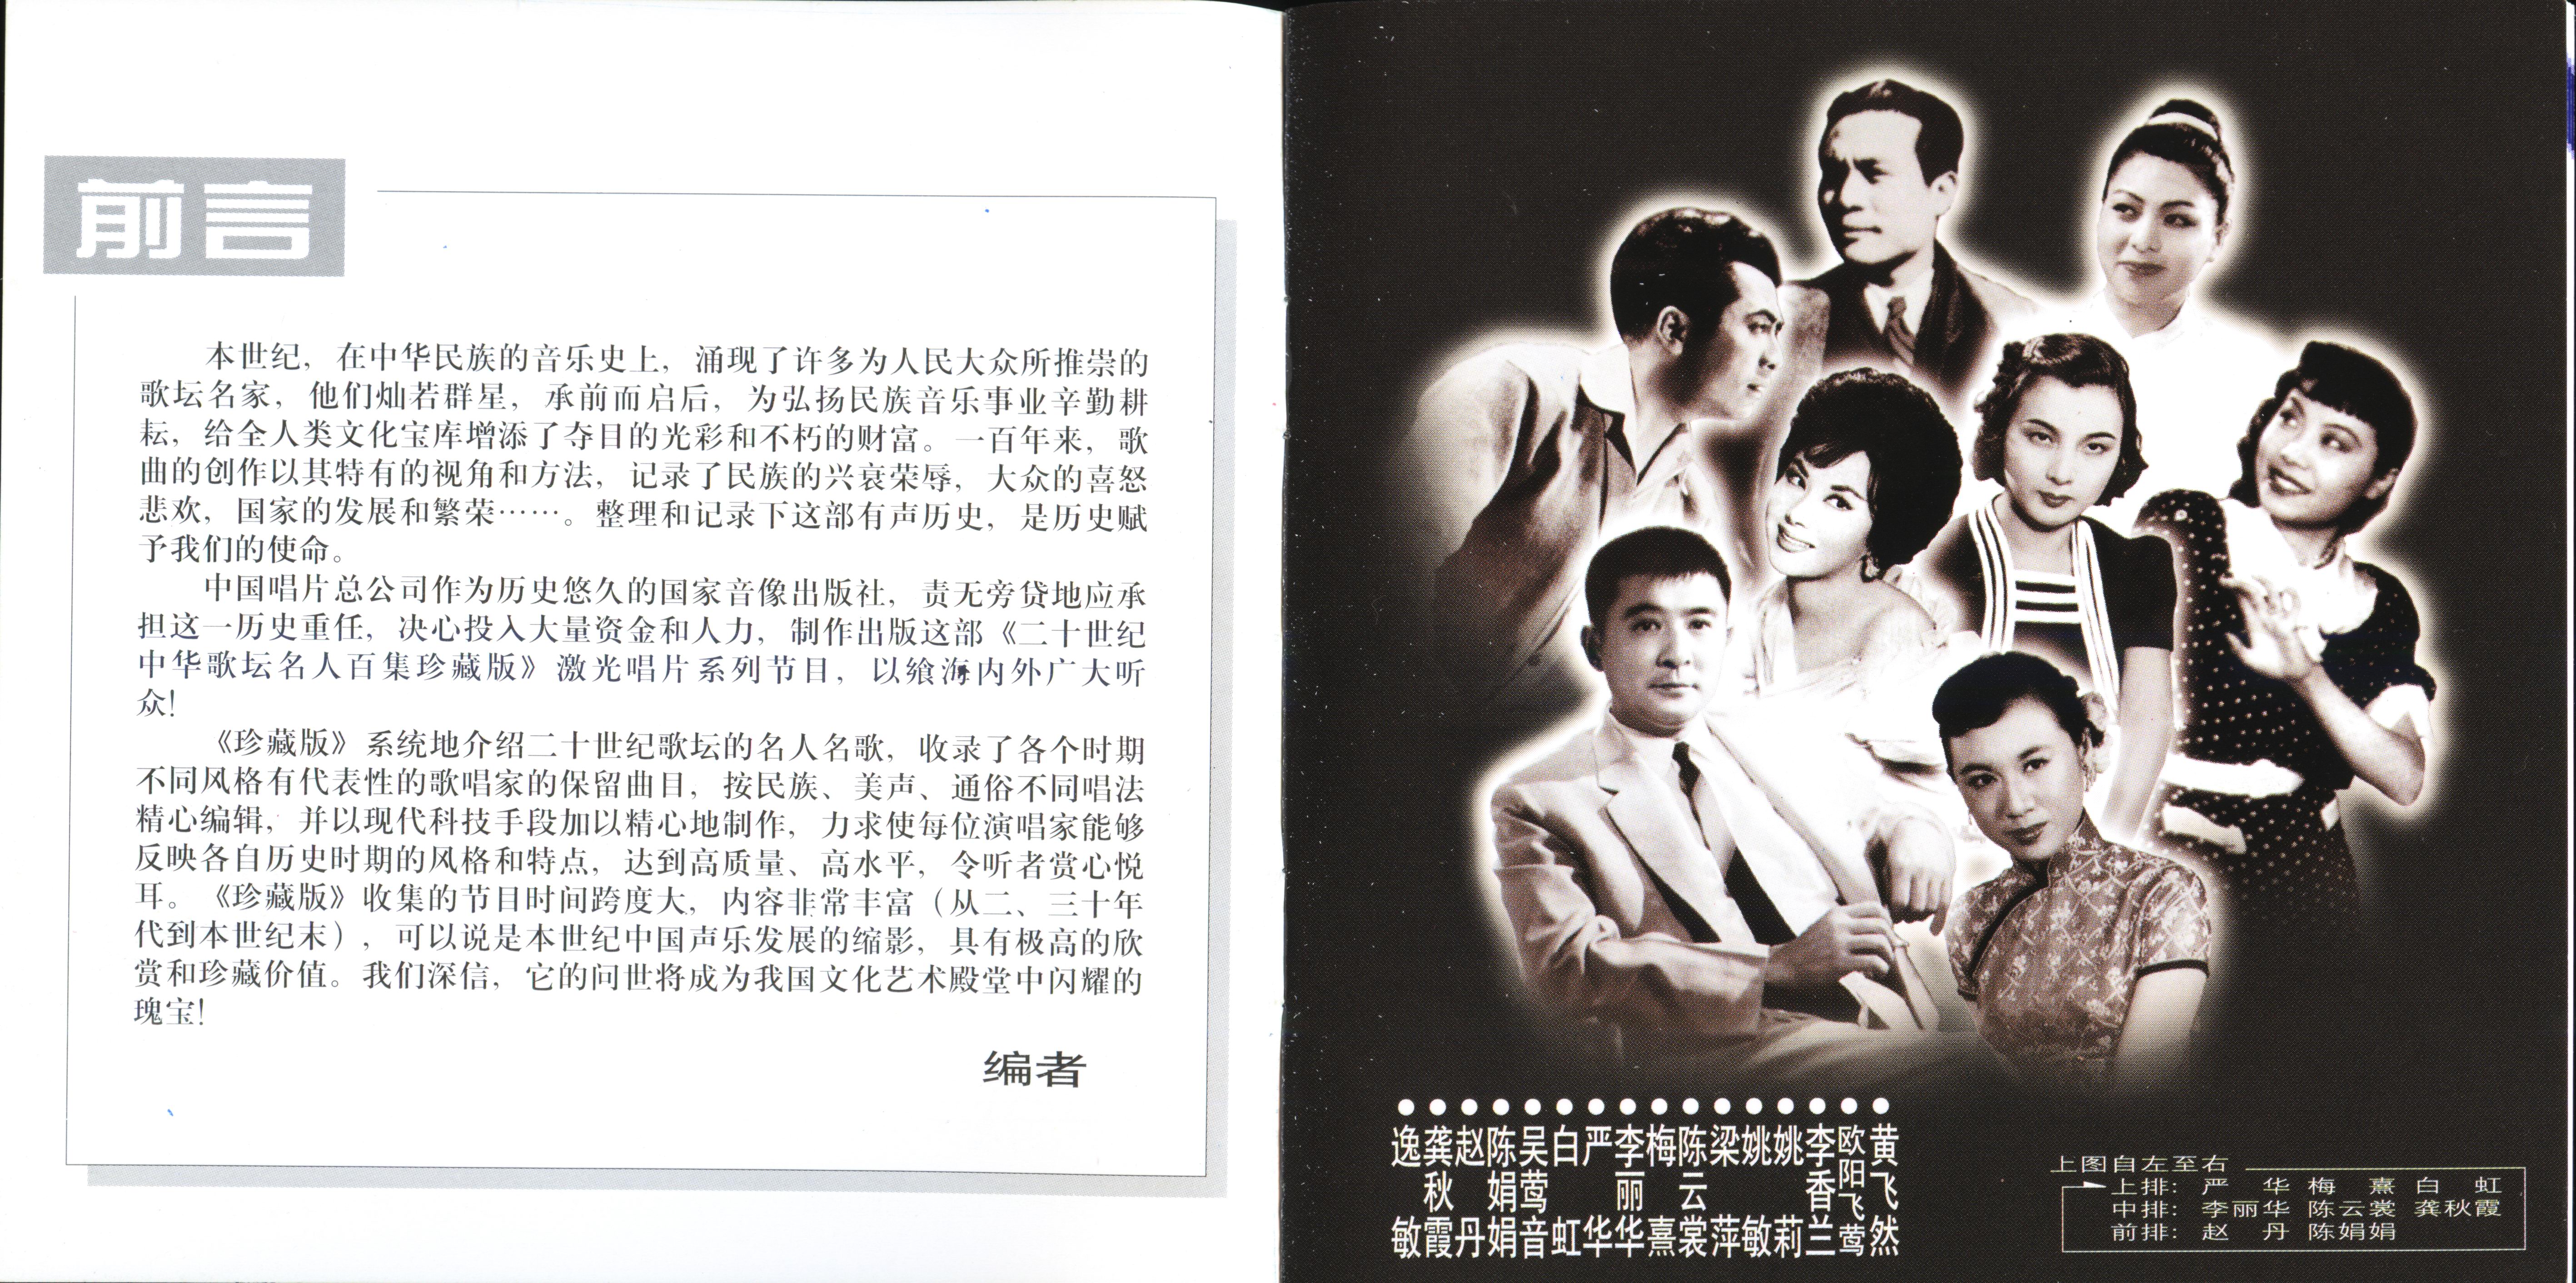 前言
本世纪，在中华民族的音乐史上，涌现了许多为人民大众所推崇的
歌坛名家，他们灿若群星，承前而启后，为弘扬民族音乐事业辛勤耕
耘，给全人类文化宝库增添了夺目的光彩和不朽的财富。一百年来，歌
曲的创作以其特有的视角和方法，记录了民族的兴衰荣辱，大众的喜怒
悲欢，国家的发展和繁荣……。整理和记录下这部有声历史，是历史赋
予我们的使命。
中国唱片总公司作为历史悠久的国家音像出版社，责无旁贷地应承
担这一历史重任，决心投入大量资金和人力，制作出版这部《二十世纪
中华歌坛名人百集珍藏版》激光唱片系列节目，以飨海内外广大听
众！
《珍藏版》系统地介绍二十世纪歌坛的名人名歌，收录了各个时期
不同风格有代表性的歌唱家的保留曲目，按民族、美声、通俗不同唱法
精心编辑，并以现代科技手段加以精心地制作，力求使每位演唱家能够
反映各自历史时期的风格和特点，达到高质量、高水平，令听者赏心悦
耳。《珍藏版》收集的节目时间跨度大，内容非常丰富（从二、三十年
代到本世纪末），可以说是本世纪中国声乐发展的缩影，具有极高的欣
赏和珍藏价值。我们深信，它的问世将成为我国文化艺术殿堂中闪耀的
瑰宝！
编者
●黄飞然
●欧阳飞莺
●李香兰
●姚莉
●姚敏
●梁萍
●陈云裳
●梅熹
●李丽华
●严华
●白虹
●吴莺音
●陈娟娟
●赵丹
●龚秋霞
●逸敏
上图自左至右
上排：严 华 梅 熹 白 虹
中排：李丽华 陈云裳 龚秋霞
前排：赵 丹 陈娟娟